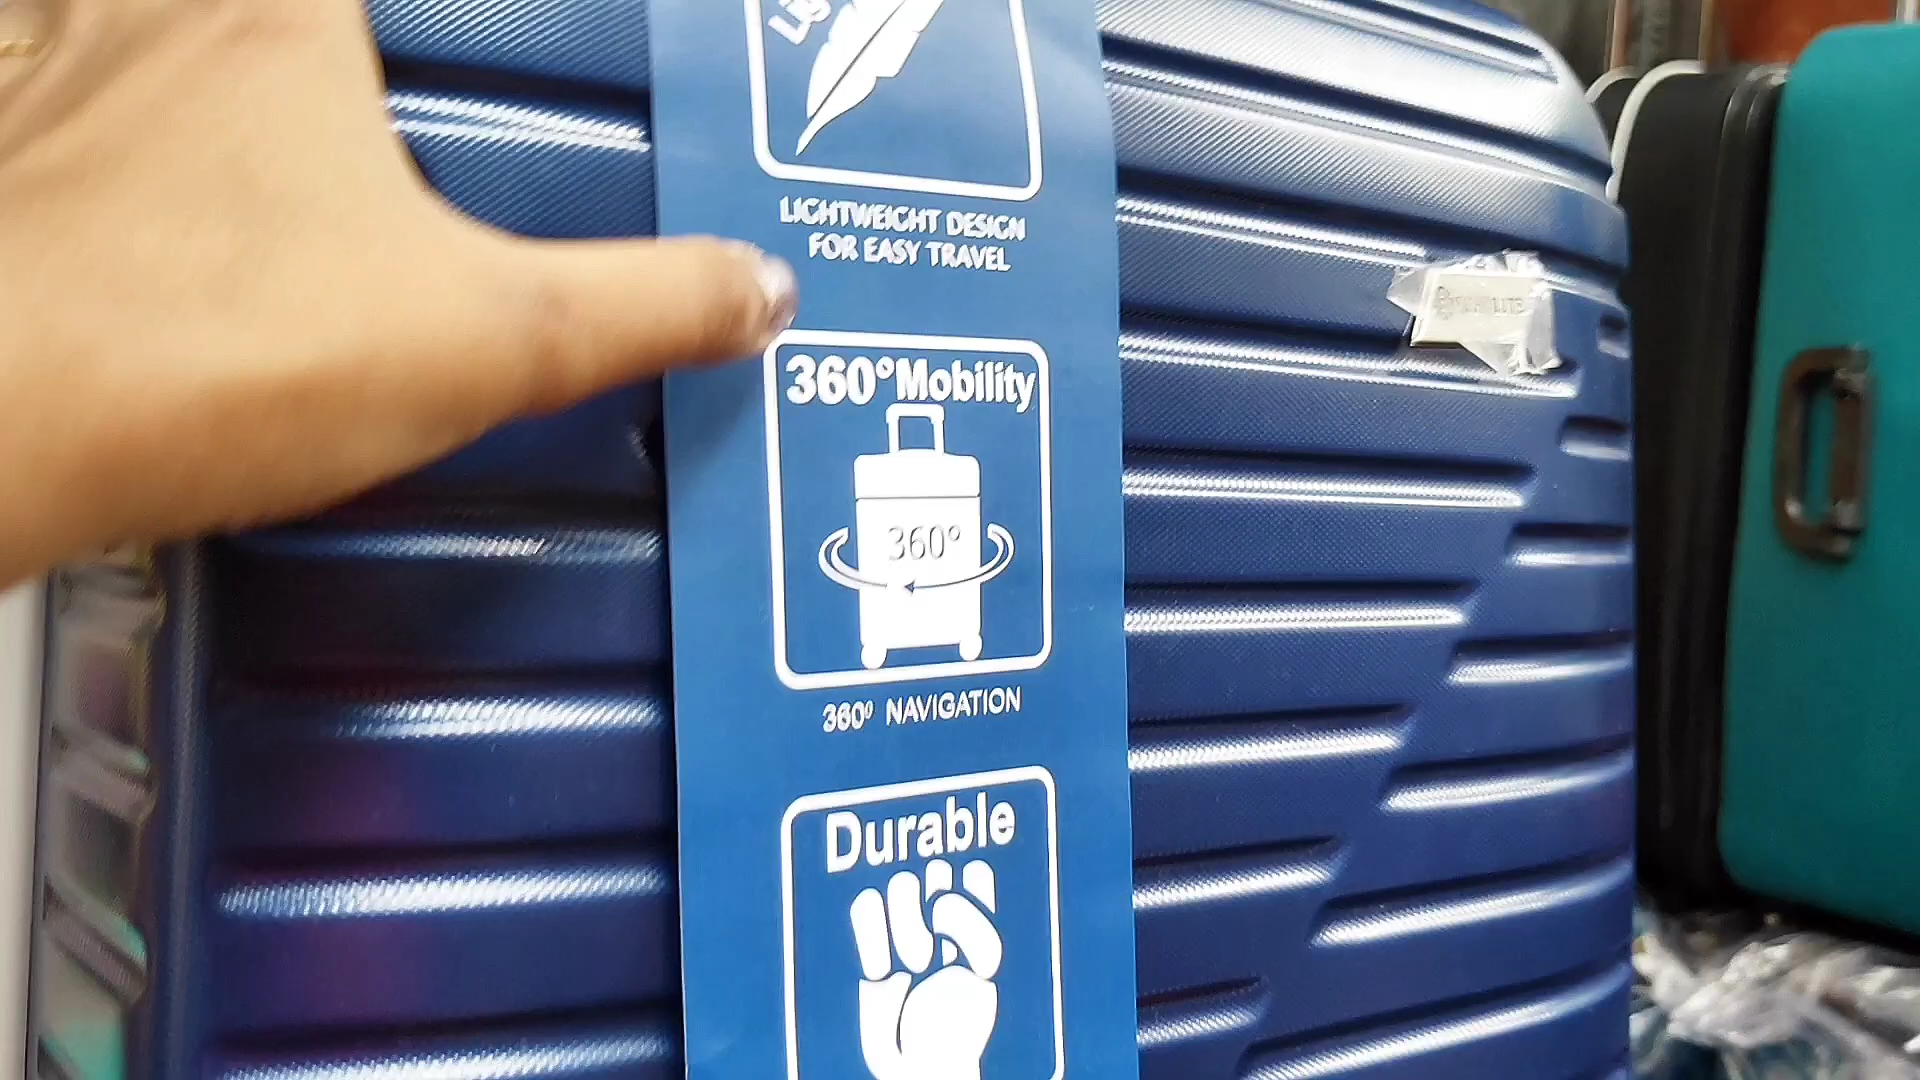 LIGHTWEIGHT DESIGN
FOR EASY TRAVEL
360°Mobility
360°
360° NAVIGATION
Durable